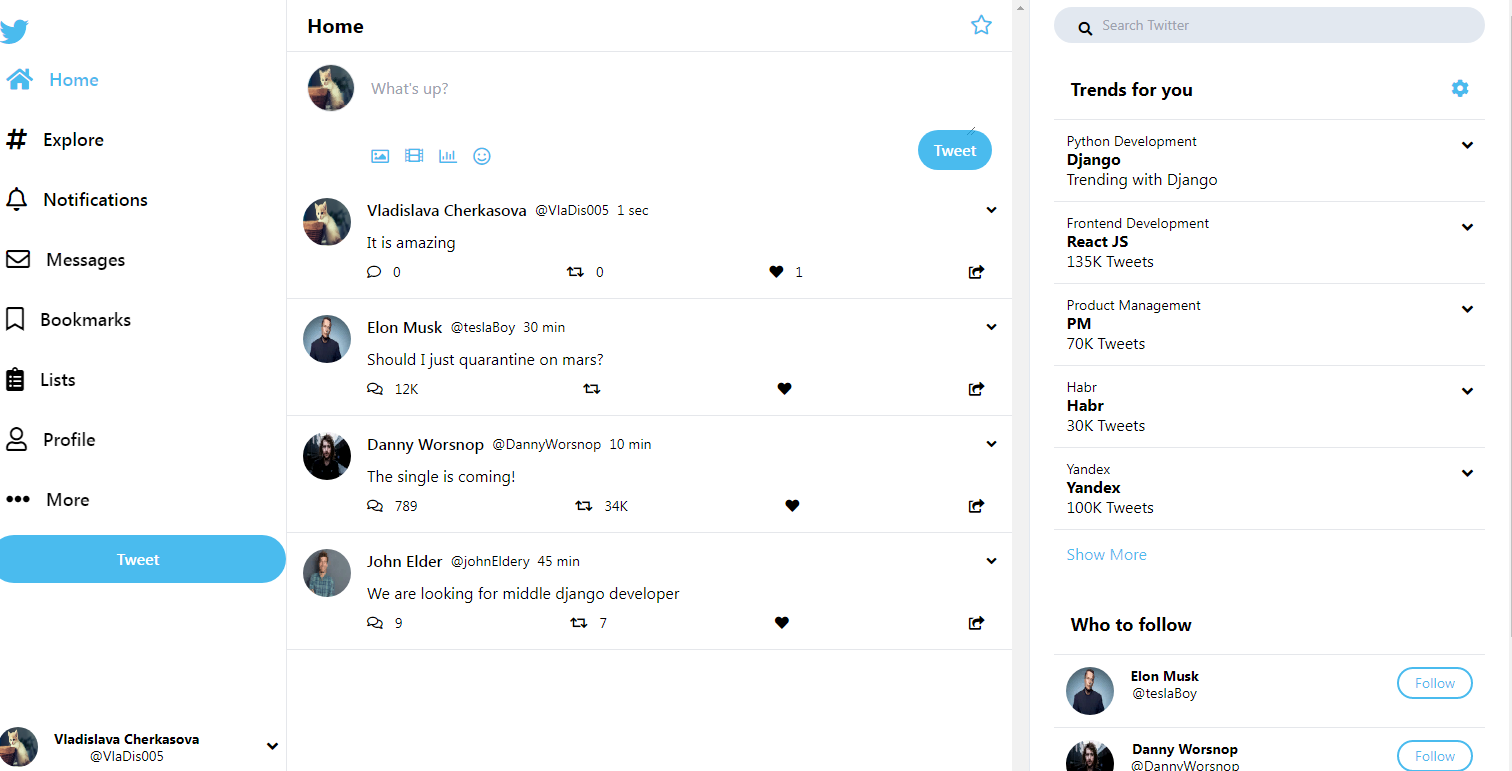 Home
Explore
Notifications
Messages
Bookmarks
Lists
Profile
More
Tweet
Vladislava Cherkasova
@VlaDis005
Home
What's up?
Tweet
Vladislava Cherkasova @VlaDis005 1 sec
It is amazing
0 0 1
Elon Musk @teslaBoy 30 min
Should I just quarantine on mars?
12K
Danny Worsnop @DannyWorsnop 10 min
The single is coming!
789 34K
John Elder @johnEldery 45 min
We are looking for middle django developer
9 7
Search Twitter
Trends for you
Python Development
Django
Trending with Django
Frontend Development
React JS
135K Tweets
Product Management
PM
70K Tweets
Habr
Habr
30K Tweets
Yandex
Yandex
100K Tweets
Show More
Who to follow
Elon Musk
@teslaBoy
Follow
Danny Worsnop
@DannyWorsnop
Follow